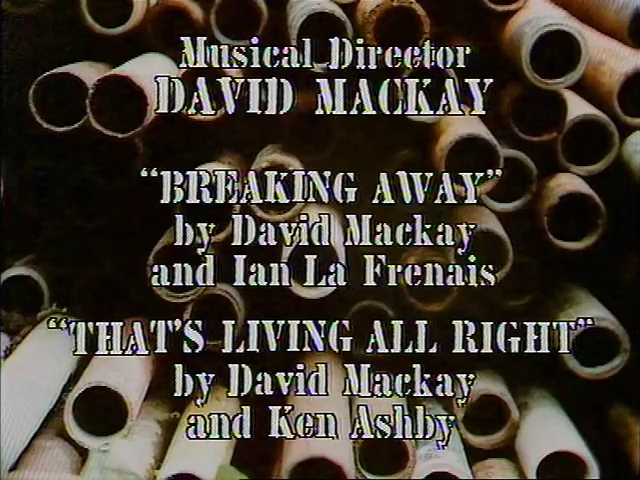 Musical Director
DAVID MACKAY
“BREAKING AWAY”
by David Mackay
and Ian La Frenais
“THAT'S LIVING ALL RIGHT”
by David Mackay
and Ken Ashby